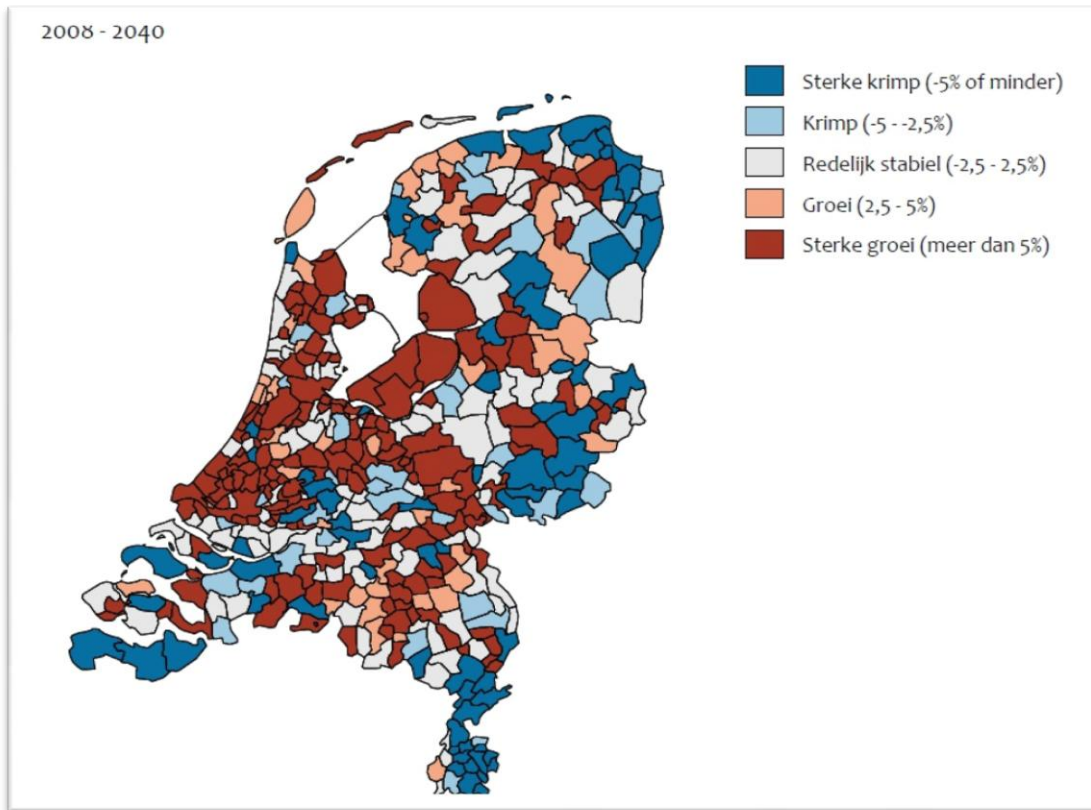 2008 - 2040
Sterke krimp (-5% of minder)
Krimp (-5 - -2,5%)
Redelijk stabiel (-2,5 - 2,5%)
Groei (2,5 - 5%)
Sterke groei (meer dan 5%)